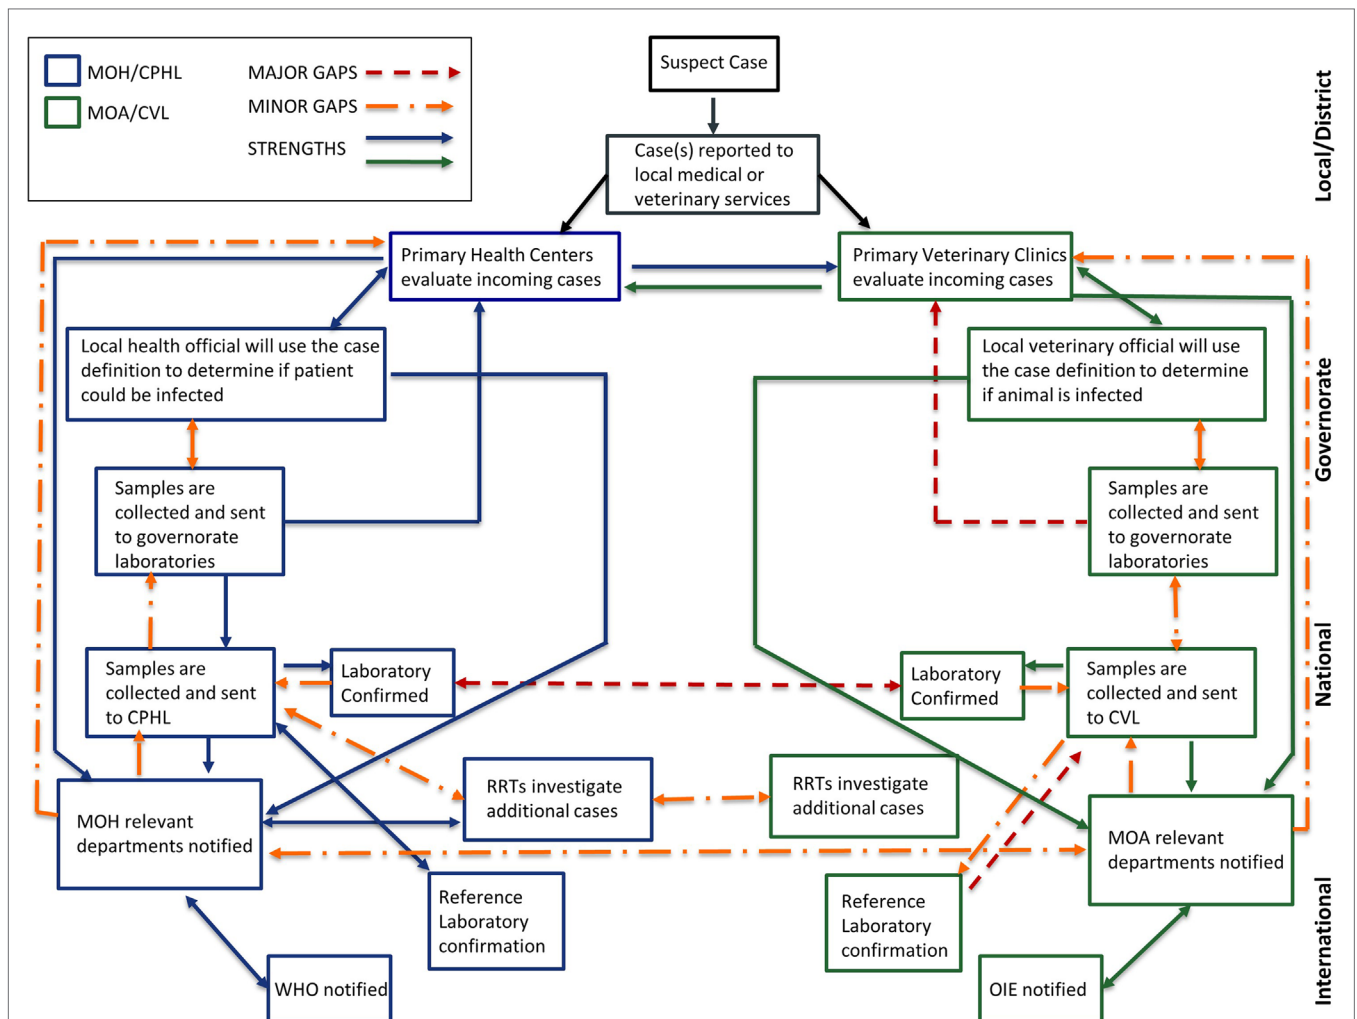 MOH/CPHL
MOA/CVL
MAJOR GAPS
MINOR GAPS
STRENGTHS
Suspect Case
Case(s) reported to
local medical or
veterinary services
Local/District
Primary Health Centers
evaluate incoming cases
Primary Veterinary Clinics
evaluate incoming cases
Local health official will use the case
definition to determine if patient
could be infected
Local veterinary official will use
the case definition to determine
if animal is infected
Governorate
Samples are
collected and sent
to governorate
laboratories
Samples are
collected and sent
to governorate
laboratories
Samples are
collected and sent
to CPHL
Laboratory
Confirmed
Laboratory
Confirmed
Samples are
collected and sent
to CVL
National
RRTs investigate
additional cases
RRTs investigate
additional cases
MOH relevant
departments notified
MOA relevant
departments notified
Reference
Laboratory
confirmation
Reference
Laboratory
confirmation
International
WHO notified
OIE notified